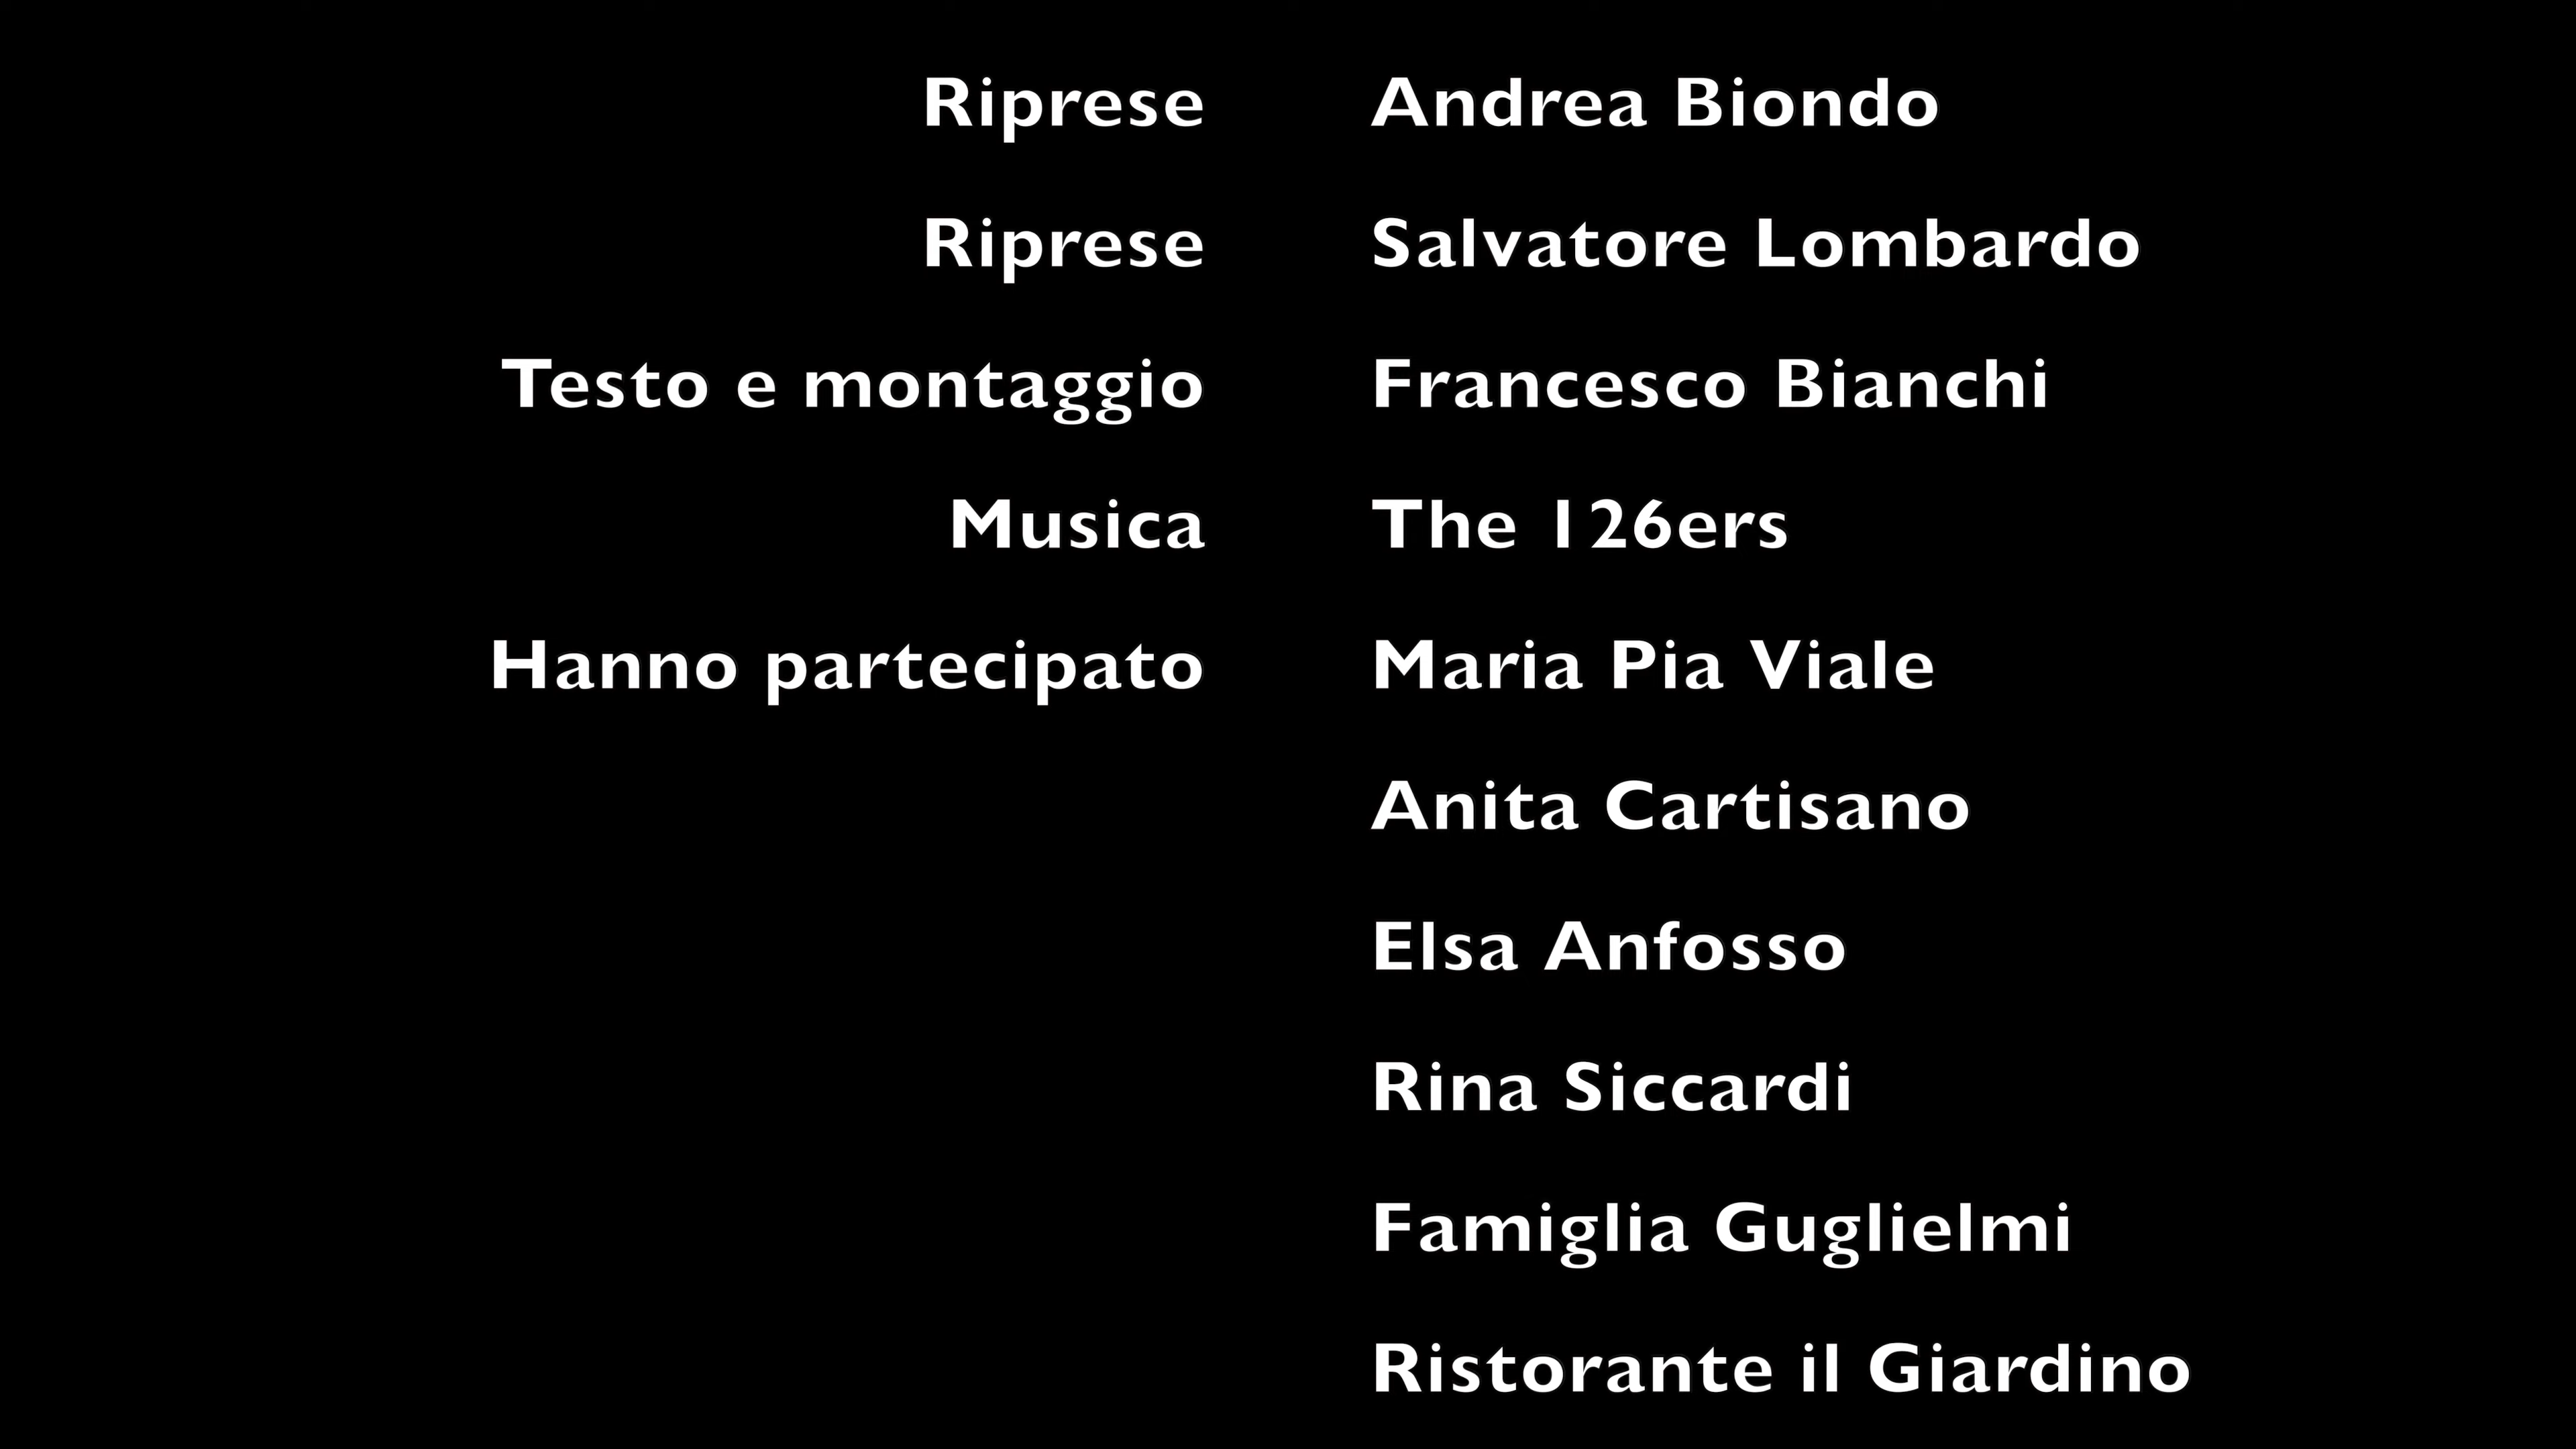 Riprese Andrea Biondo
Riprese Salvatore Lombardo
Testo e montaggio Francesco Bianchi
Musica The 126ers
Hanno partecipato Maria Pia Viale
Anita Cartisano
Elsa Anfosso
Rina Siccardi
Famiglia Guglielmi
Ristorante il Giardino